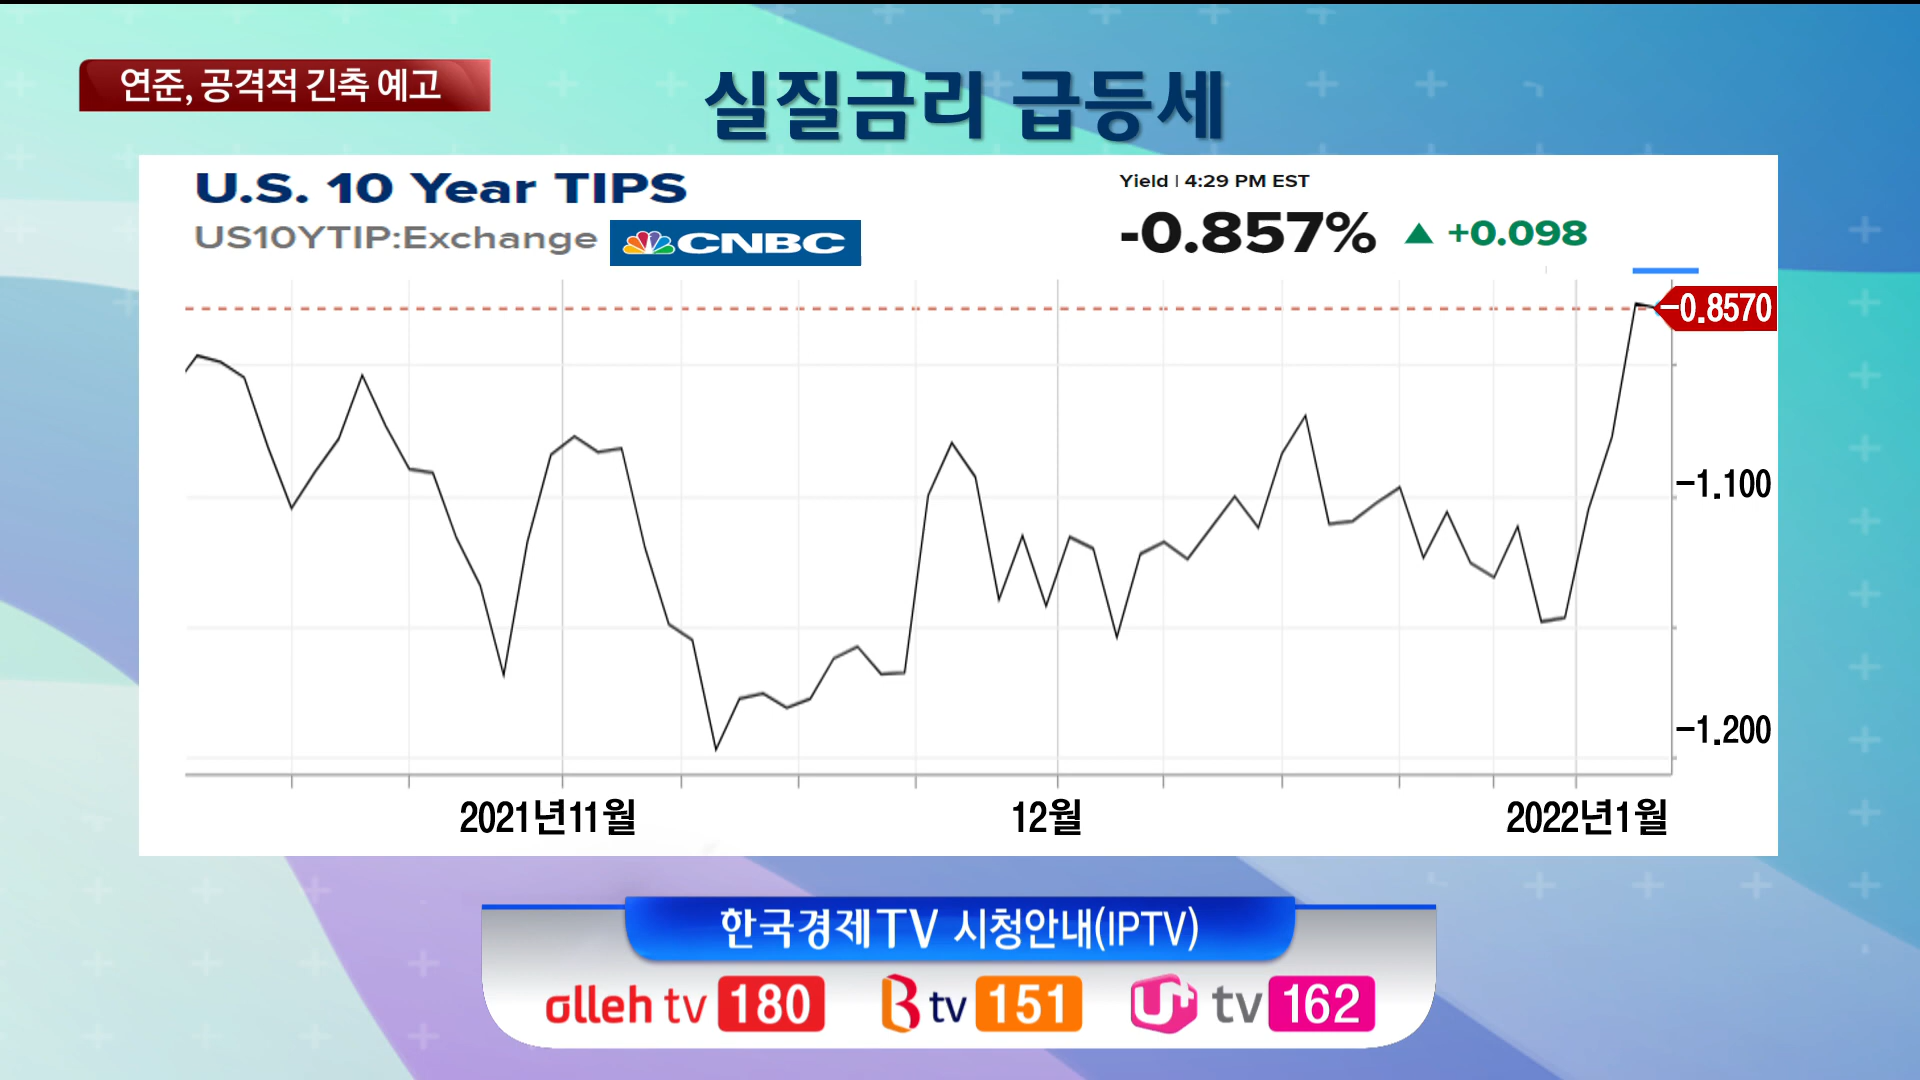 연준, 공격적 긴축 예고
실질금리 급등세
U.S. 10 Year TIPS
US10YTIP:Exchange CNBC
Yield | 4:29 PM EST
-0.857% ▲ +0.098
-0.8570
-1.100
-1.200
2021년11월 12월 2022년1월
한국경제TV 시청안내(IPTV)
olleh tv 180 B tv 151 U+ tv 162